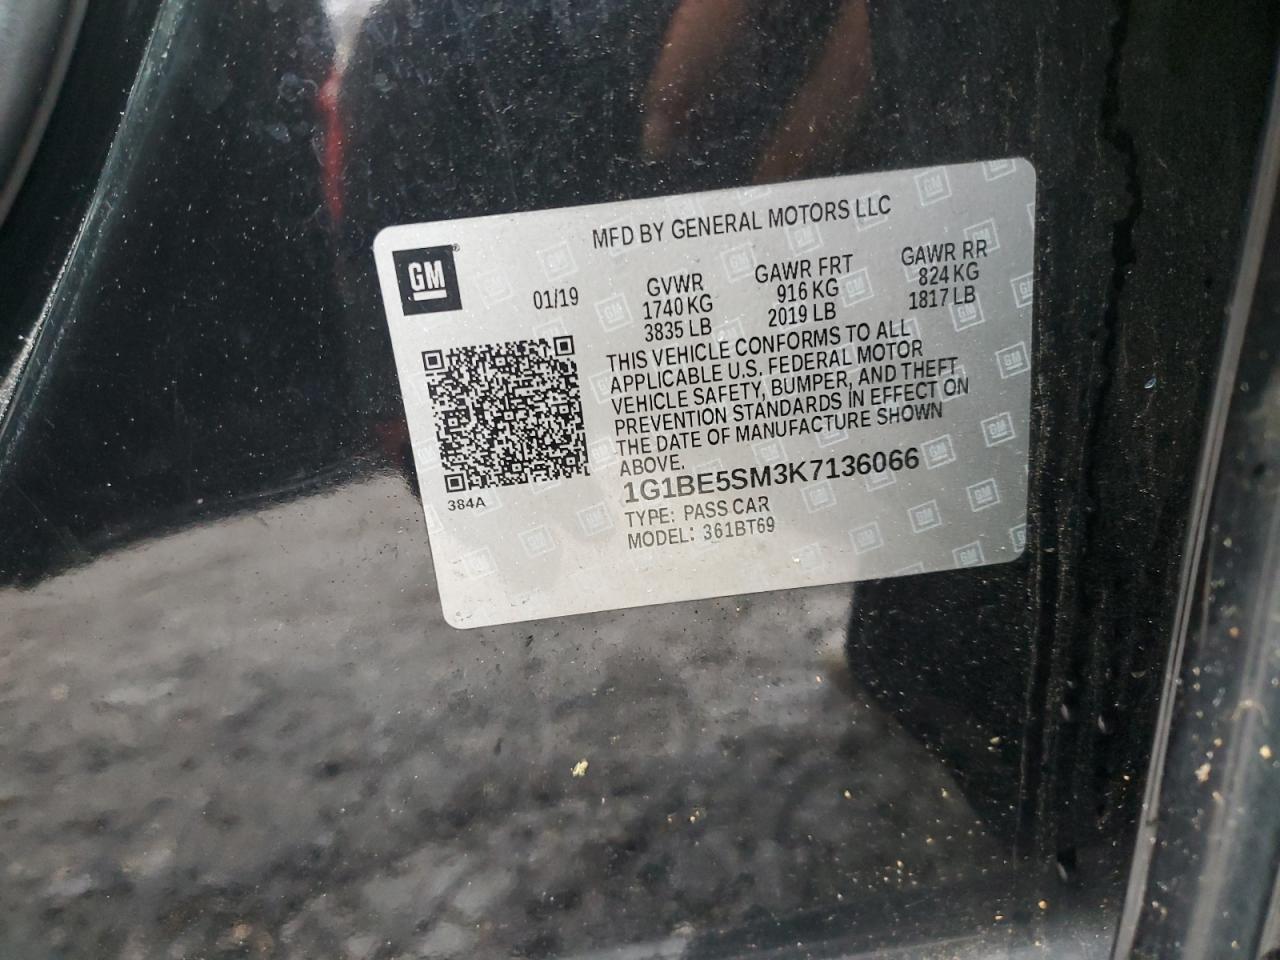 MFD BY GENERAL MOTORS LLC
GM®
01/19
GVWR
1740 KG
3835 LB
GAWR FRT
916 KG
2019 LB
GAWR RR
824 KG
1817 LB
THIS VEHICLE CONFORMS TO ALL
APPLICABLE U.S. FEDERAL MOTOR
VEHICLE SAFETY, BUMPER, AND THEFT
PREVENTION STANDARDS IN EFFECT ON
THE DATE OF MANUFACTURE SHOWN
ABOVE.
1G1BE5SM3K7136066
TYPE: PASS CAR
MODEL: 361BT69
384A